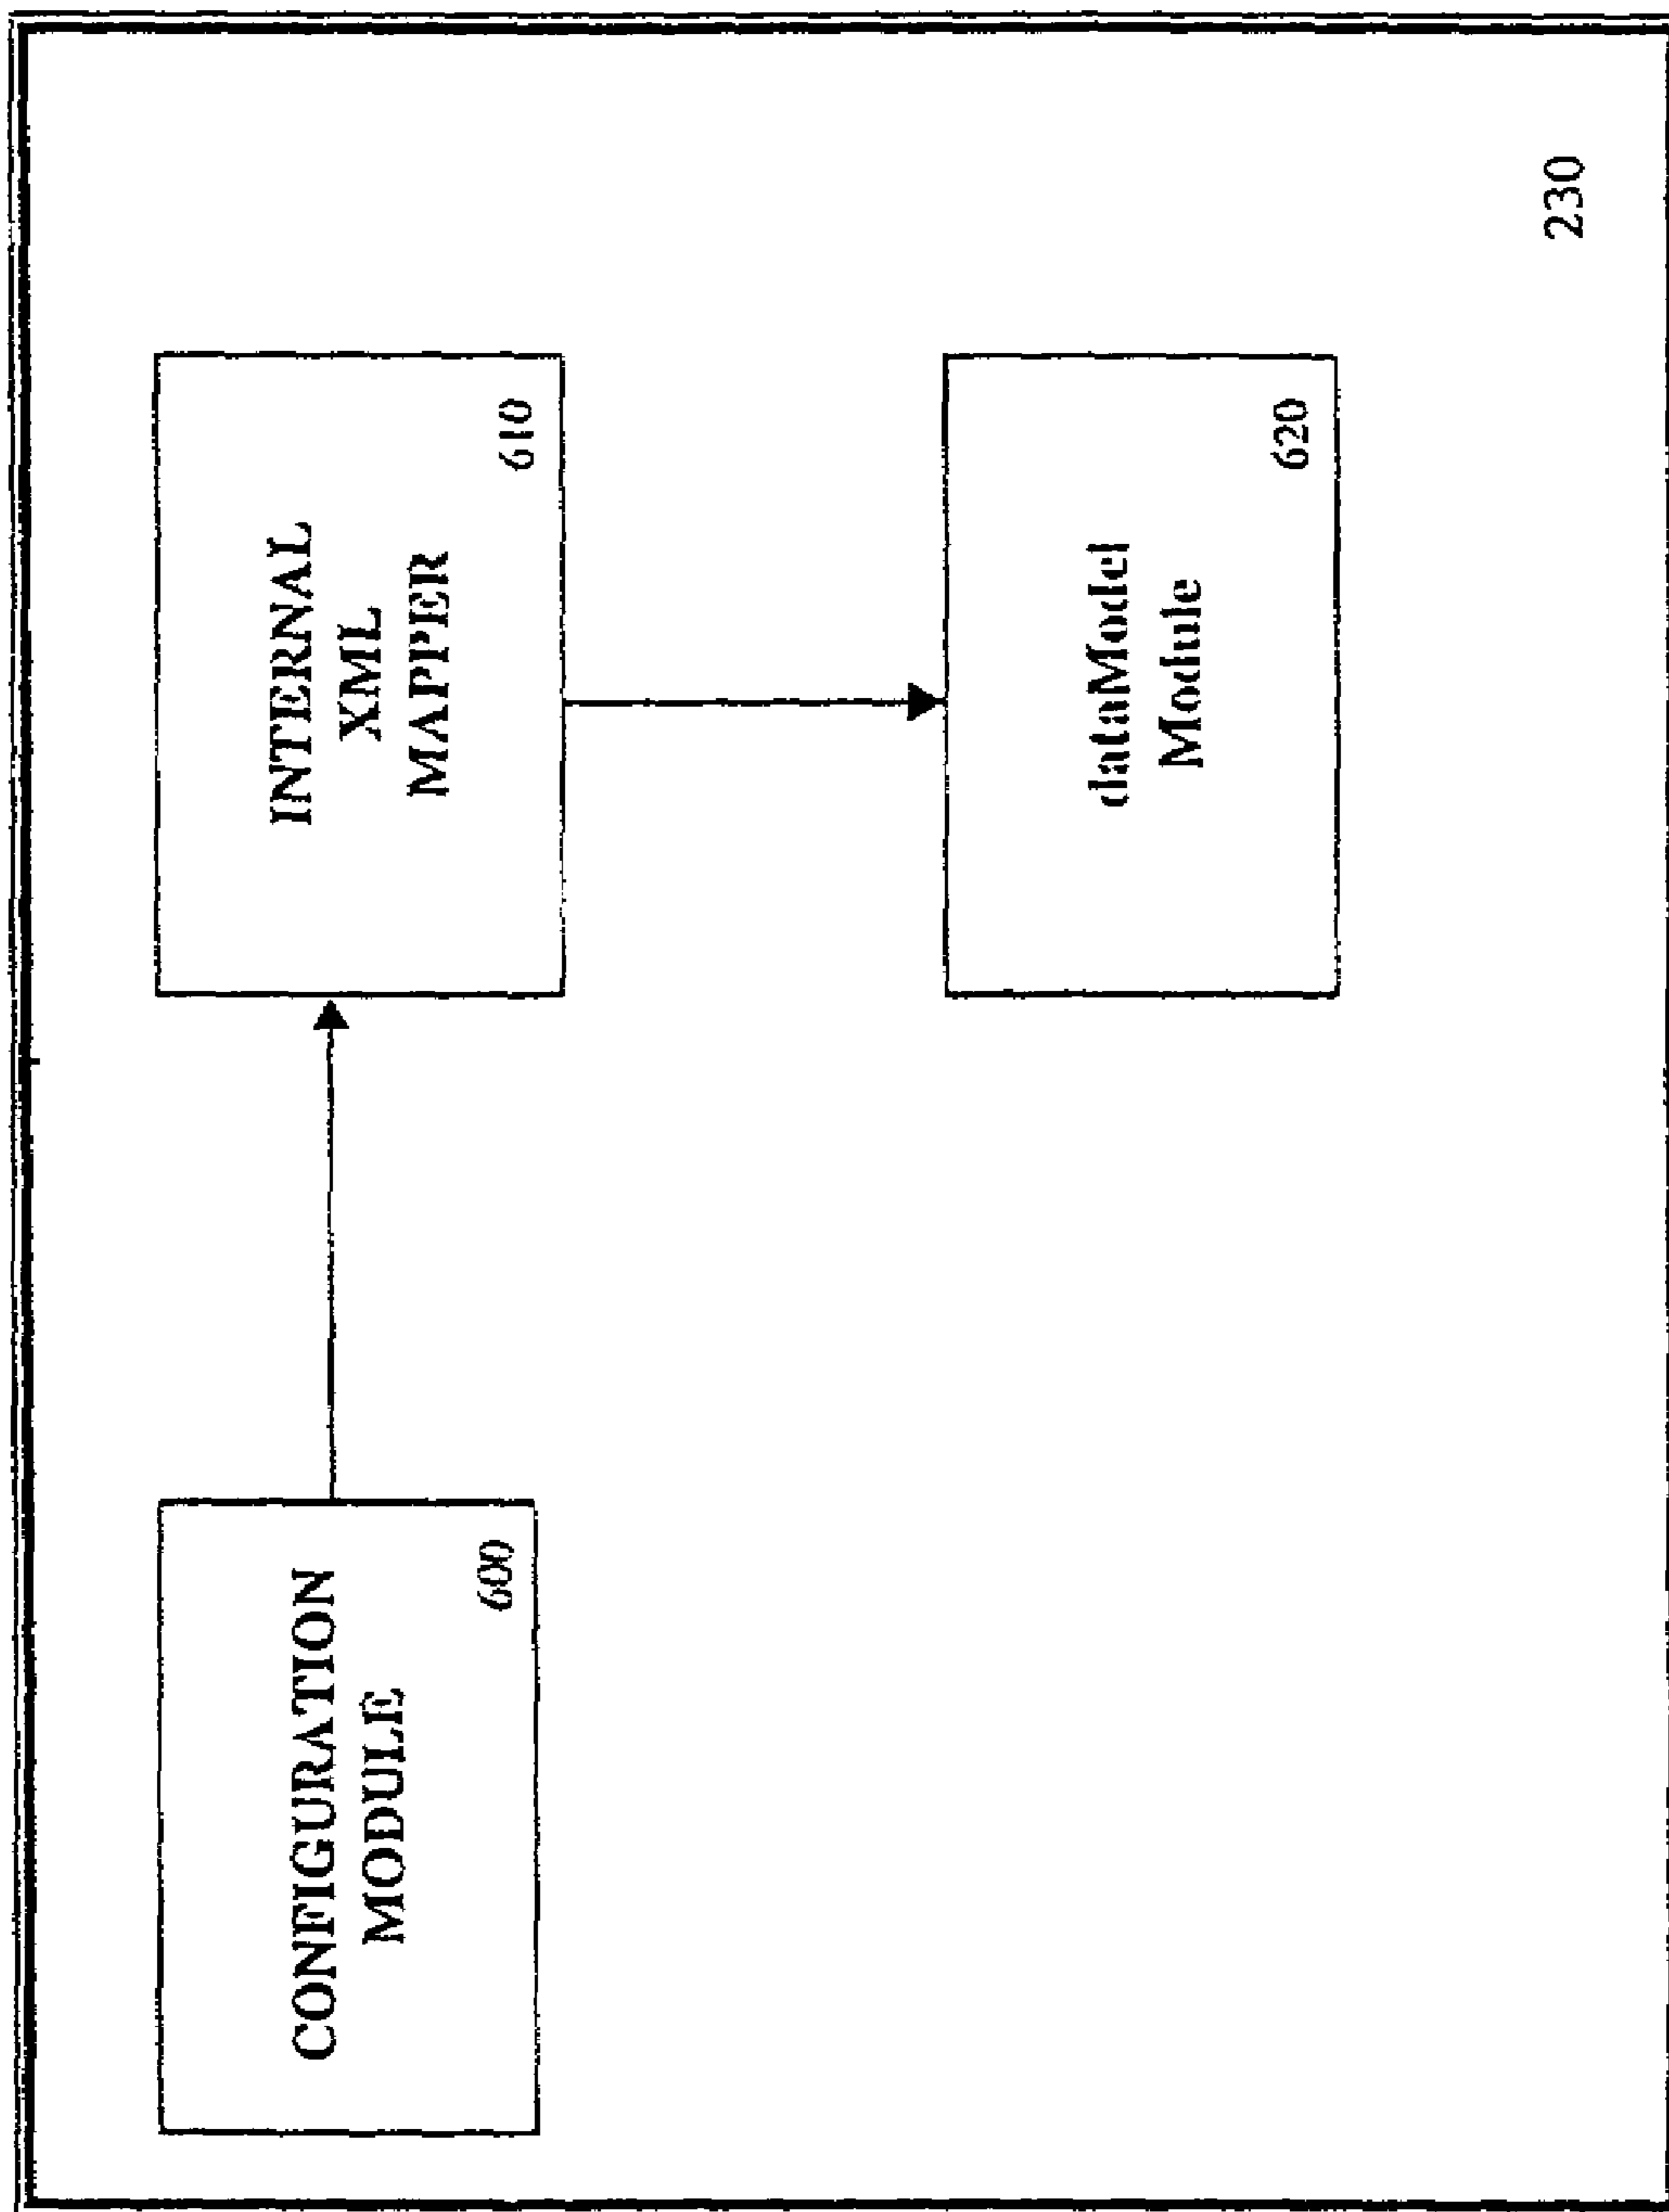 CONFIGURATION
MODULE
600
INTERNAL
XML
MAPPER
610
dataModel
Module
620
230